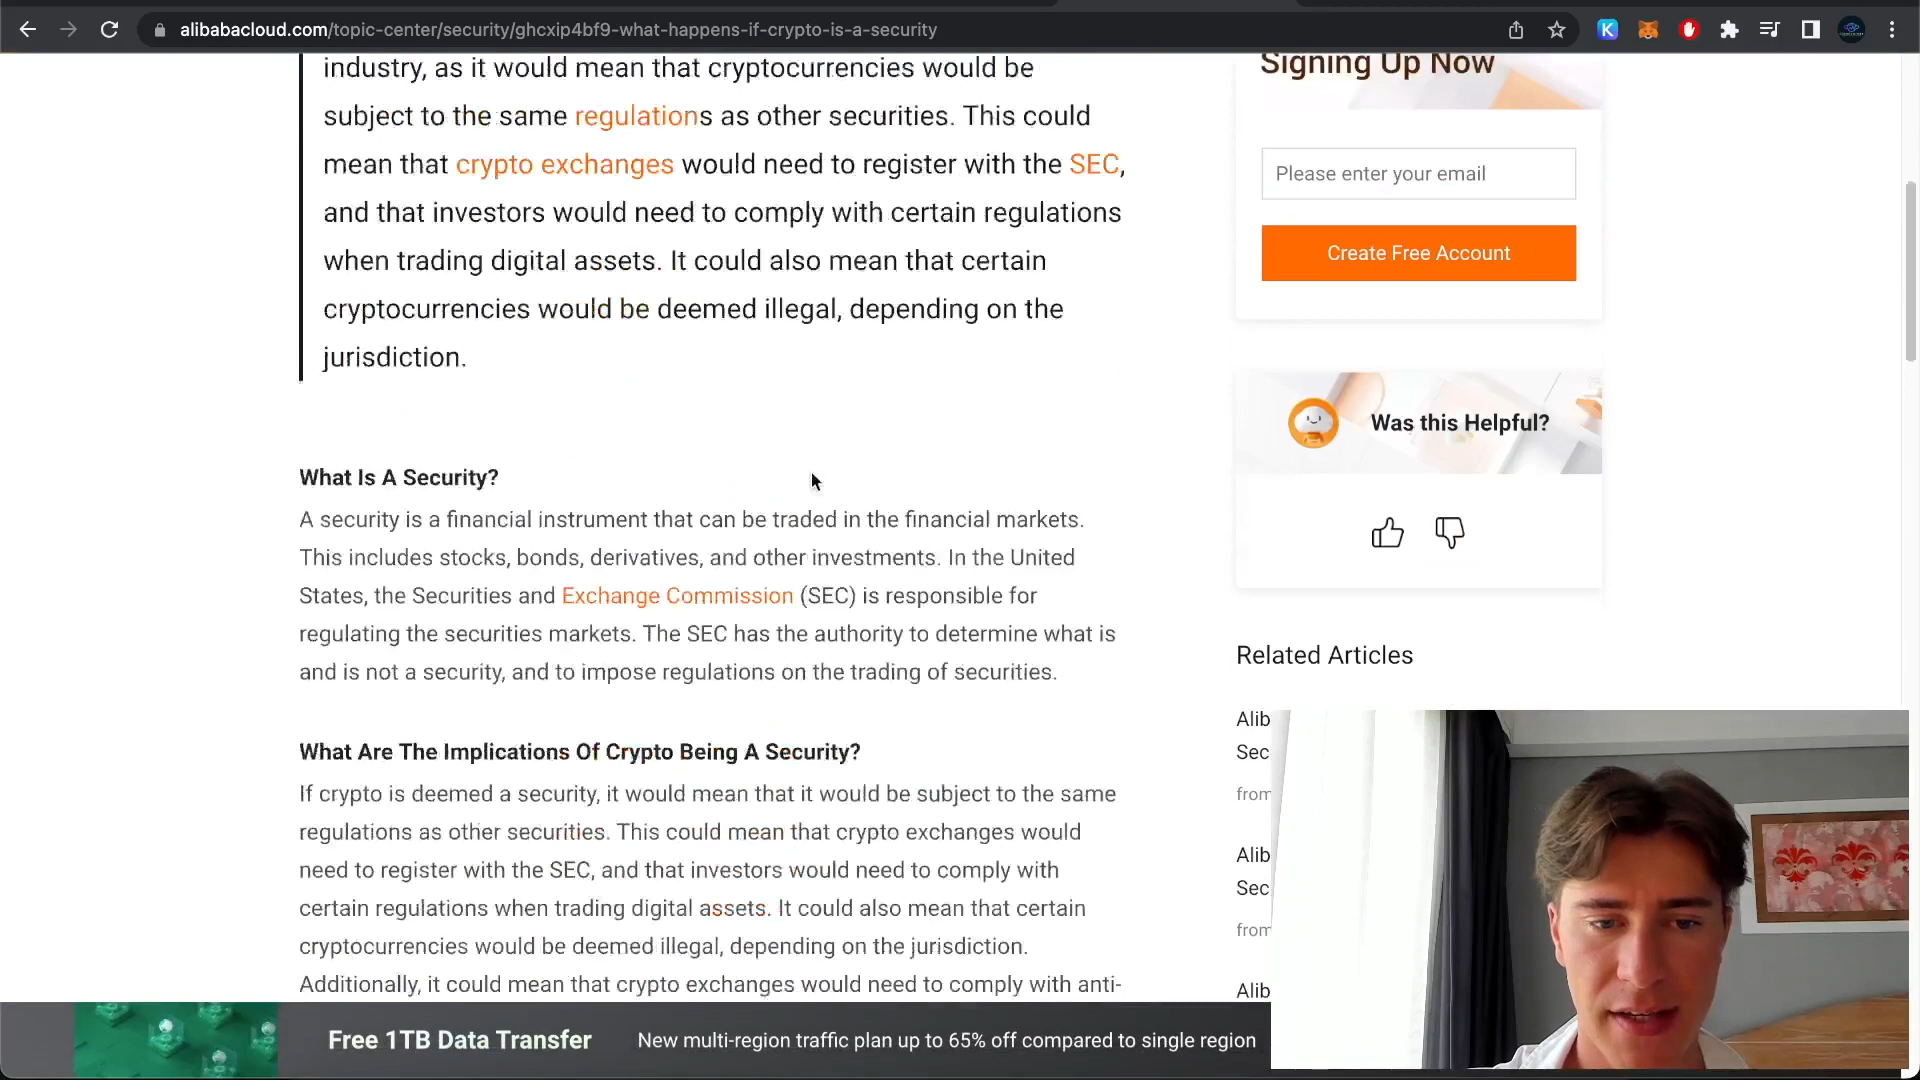 alibabacloud.com/topic-center/security/ghcxip4bf9-what-happens-if-crypto-is-a-security
K
industry, as it would mean that cryptocurrencies would be
subject to the same regulations as other securities. This could
mean that crypto exchanges would need to register with the SEC,
and that investors would need to comply with certain regulations
when trading digital assets. It could also mean that certain
cryptocurrencies would be deemed illegal, depending on the
jurisdiction.
What Is A Security?
A security is a financial instrument that can be traded in the financial markets.
This includes stocks, bonds, derivatives, and other investments. In the United
States, the Securities and Exchange Commission (SEC) is responsible for
regulating the securities markets. The SEC has the authority to determine what is
and is not a security, and to impose regulations on the trading of securities.
What Are The Implications Of Crypto Being A Security?
If crypto is deemed a security, it would mean that it would be subject to the same
regulations as other securities. This could mean that crypto exchanges would
need to register with the SEC, and that investors would need to comply with
certain regulations when trading digital assets. It could also mean that certain
cryptocurrencies would be deemed illegal, depending on the jurisdiction.
Additionally, it could mean that crypto exchanges would need to comply with anti-
Signing Up Now
Please enter your email
Create Free Account
Was this Helpful?
Related Articles
Alib
Sec
from
Alib
Sec
from
Alib
Free 1TB Data Transfer
New multi-region traffic plan up to 65% off compared to single region